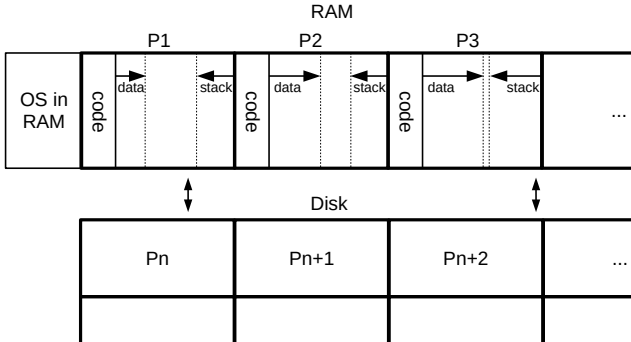 RAM
P1 P2 P3
OS in
RAM
code data stack code data stack code data stack ...
Disk
Pn Pn+1 Pn+2 ...